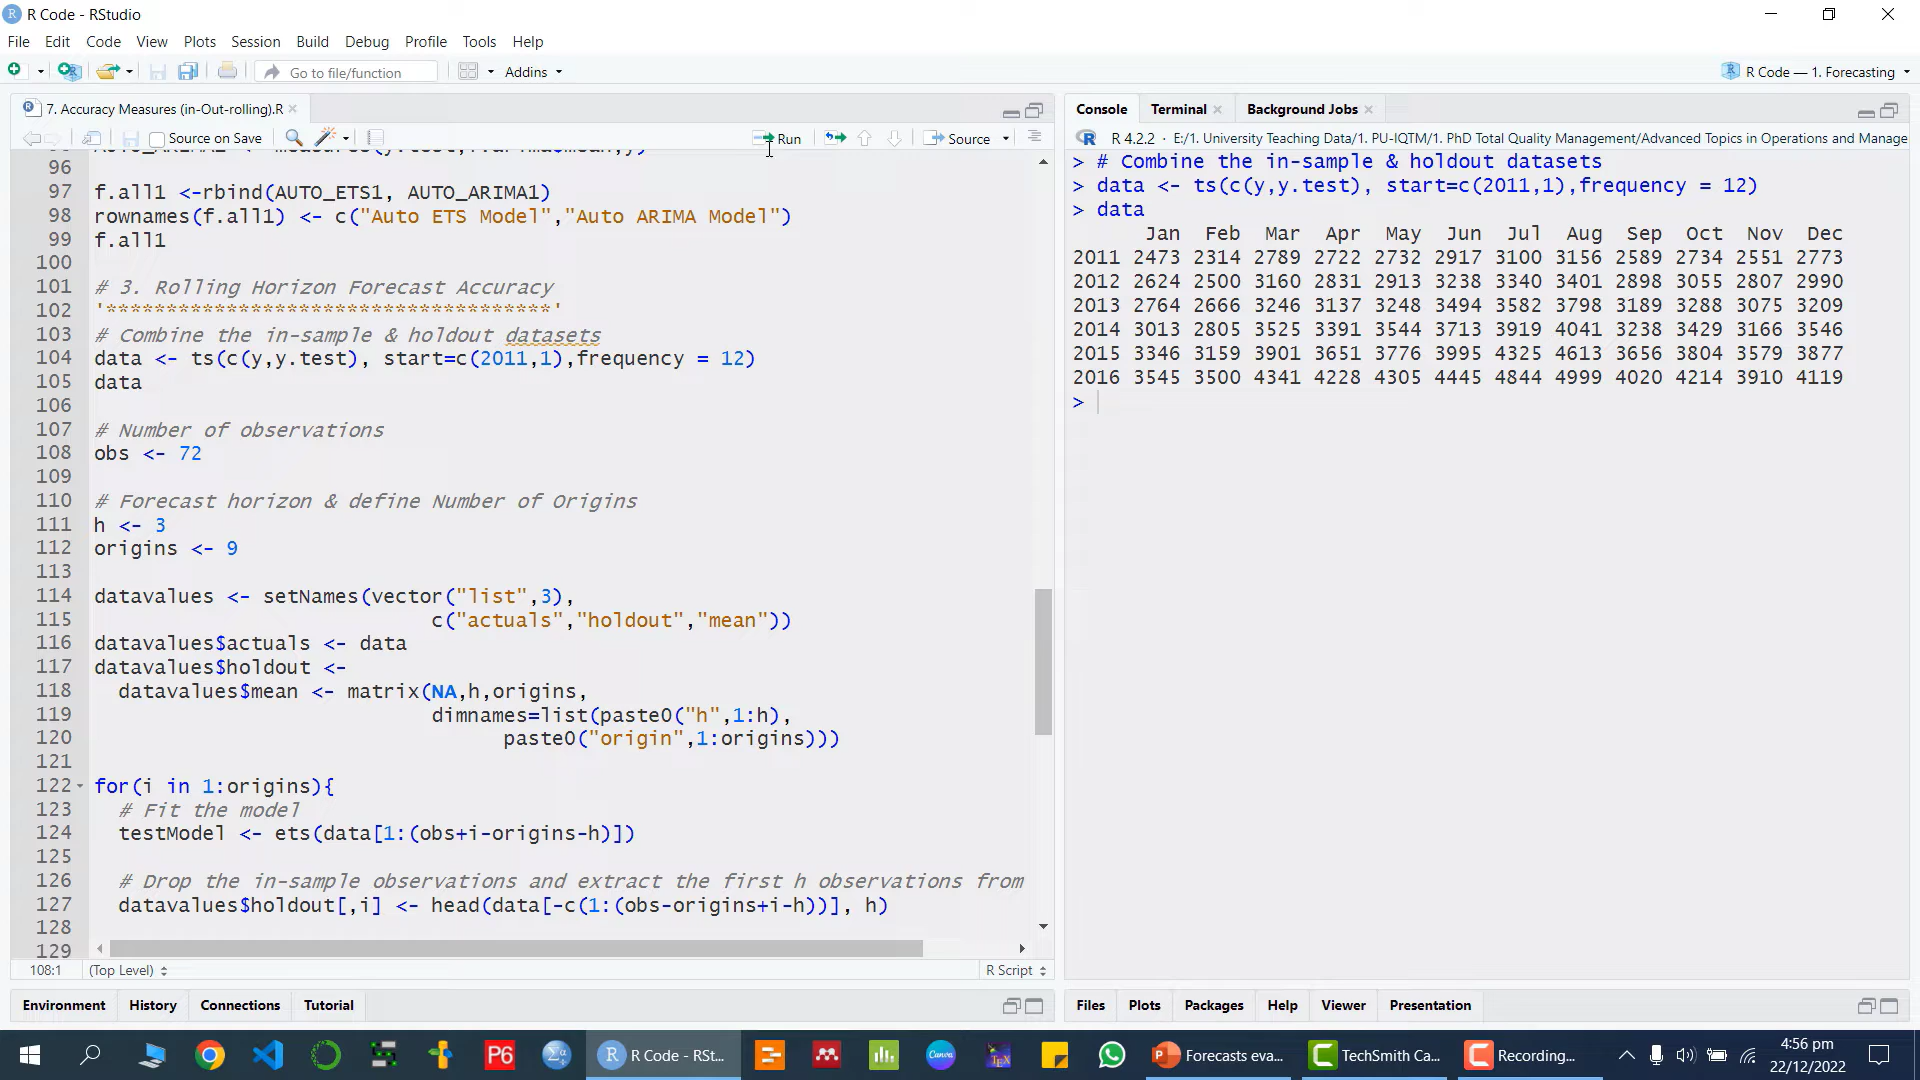 R Code - RStudio
File Edit Code View Plots Session Build Debug Profile Tools Help
Go to file/function Addins R Code — 1. Forecasting
7. Accuracy Measures (in-Out-rolling).R
Source on Save Run Source
96
97 f.all1 <-rbind(AUTO_ETS1, AUTO_ARIMA1)
98 rownames(f.all1) <- c("Auto ETS Model","Auto ARIMA Model")
99 f.all1
100
101 # 3. Rolling Horizon Forecast Accuracy
102 '*************************************'
103 # Combine the in-sample & holdout datasets
104 data <- ts(c(y,y.test), start=c(2011,1),frequency = 12)
105 data
106
107 # Number of observations
108 obs <- 72
109
110 # Forecast horizon & define Number of Origins
111 h <- 3
112 origins <- 9
113
114 datavalues <- setNames(vector("list",3),
115 c("actuals","holdout","mean"))
116 datavalues$actuals <- data
117 datavalues$holdout <-
118 datavalues$mean <- matrix(NA,h,origins,
119 dimnames=list(paste0("h",1:h),
120 paste0("origin",1:origins)))
121
122 for(i in 1:origins){
123 # Fit the model
124 testModel <- ets(data[1:(obs+i-origins-h)])
125
126 # Drop the in-sample observations and extract the first h observations from
127 datavalues$holdout[,i] <- head(data[-c(1:(obs-origins+i-h))], h)
128
129
108:1 (Top Level) R Script
Environment History Connections Tutorial
Console Terminal Background Jobs
R 4.2.2 · E:/1. University Teaching Data/1. PU-IQTM/1. PhD Total Quality Management/Advanced Topics in Operations and Manage
> # Combine the in-sample & holdout datasets
> data <- ts(c(y,y.test), start=c(2011,1),frequency = 12)
> data
Jan Feb Mar Apr May Jun Jul Aug Sep Oct Nov Dec
2011 2473 2314 2789 2722 2732 2917 3100 3156 2589 2734 2551 2773
2012 2624 2500 3160 2831 2913 3238 3340 3401 2898 3055 2807 2990
2013 2764 2666 3246 3137 3248 3494 3582 3798 3189 3288 3075 3209
2014 3013 2805 3525 3391 3544 3713 3919 4041 3238 3429 3166 3546
2015 3346 3159 3901 3651 3776 3995 4325 4613 3656 3804 3579 3877
2016 3545 3500 4341 4228 4305 4445 4844 4999 4020 4214 3910 4119
>
Files Plots Packages Help Viewer Presentation
P6 R Code - RSt... Canva TEX Forecasts eva... TechSmith Ca... Recording... 4:56 pm
22/12/2022